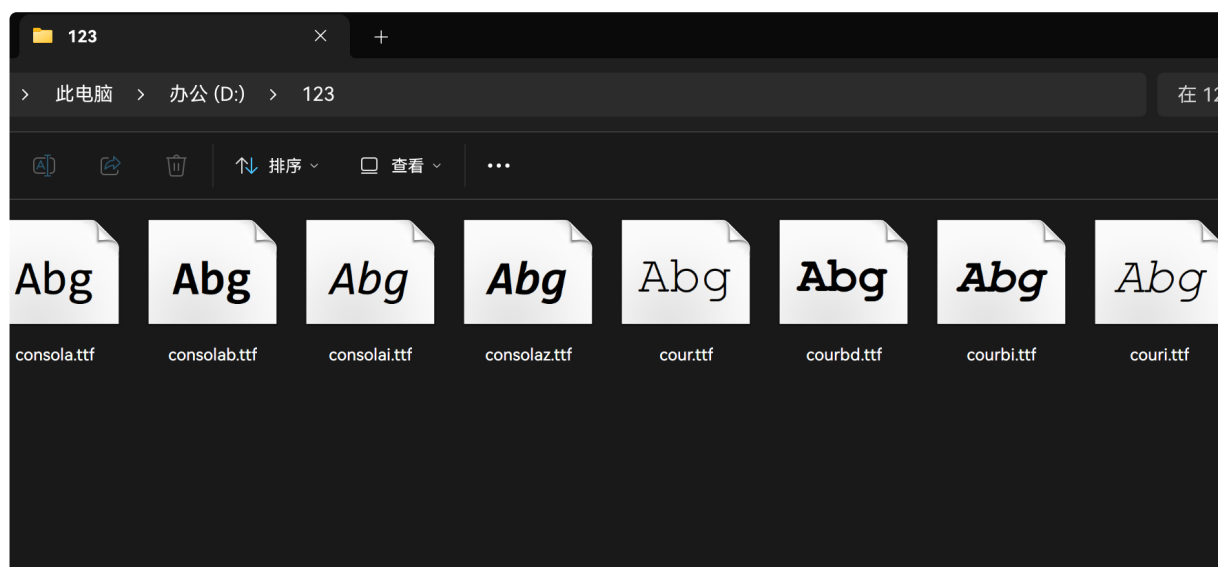 123
此电脑 > 办公 (D:) > 123
在 12
排序 查看
Abg Abg Abg Abg Abg Abg Abg Abg
consola.ttf consolab.ttf consolai.ttf consolaz.ttf cour.ttf courbd.ttf courbi.ttf couri.ttf